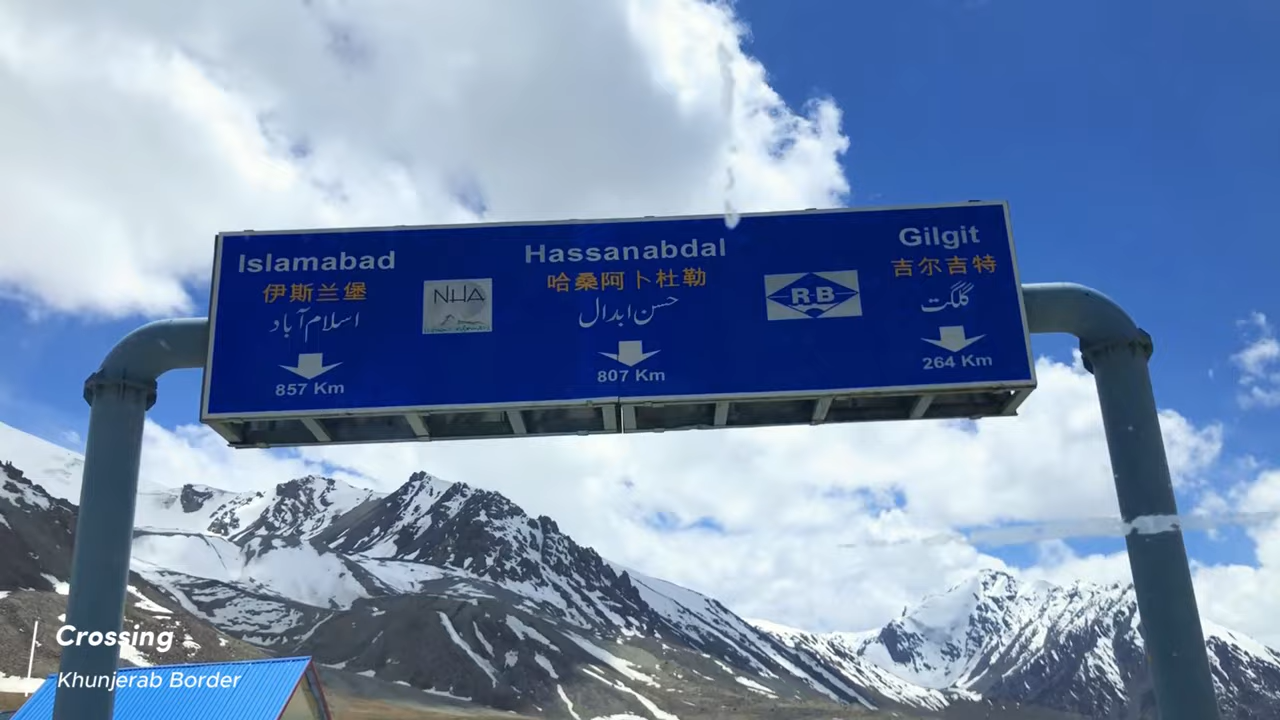 Islamabad
伊斯兰堡
اسلام آباد
857 Km
NHA
Hassanabdal
哈桑阿卜杜勒
حسن ابدال
807 Km
R·B
Gilgit
吉尔吉特
گلگت
264 Km
Crossing
Khunjerab Border